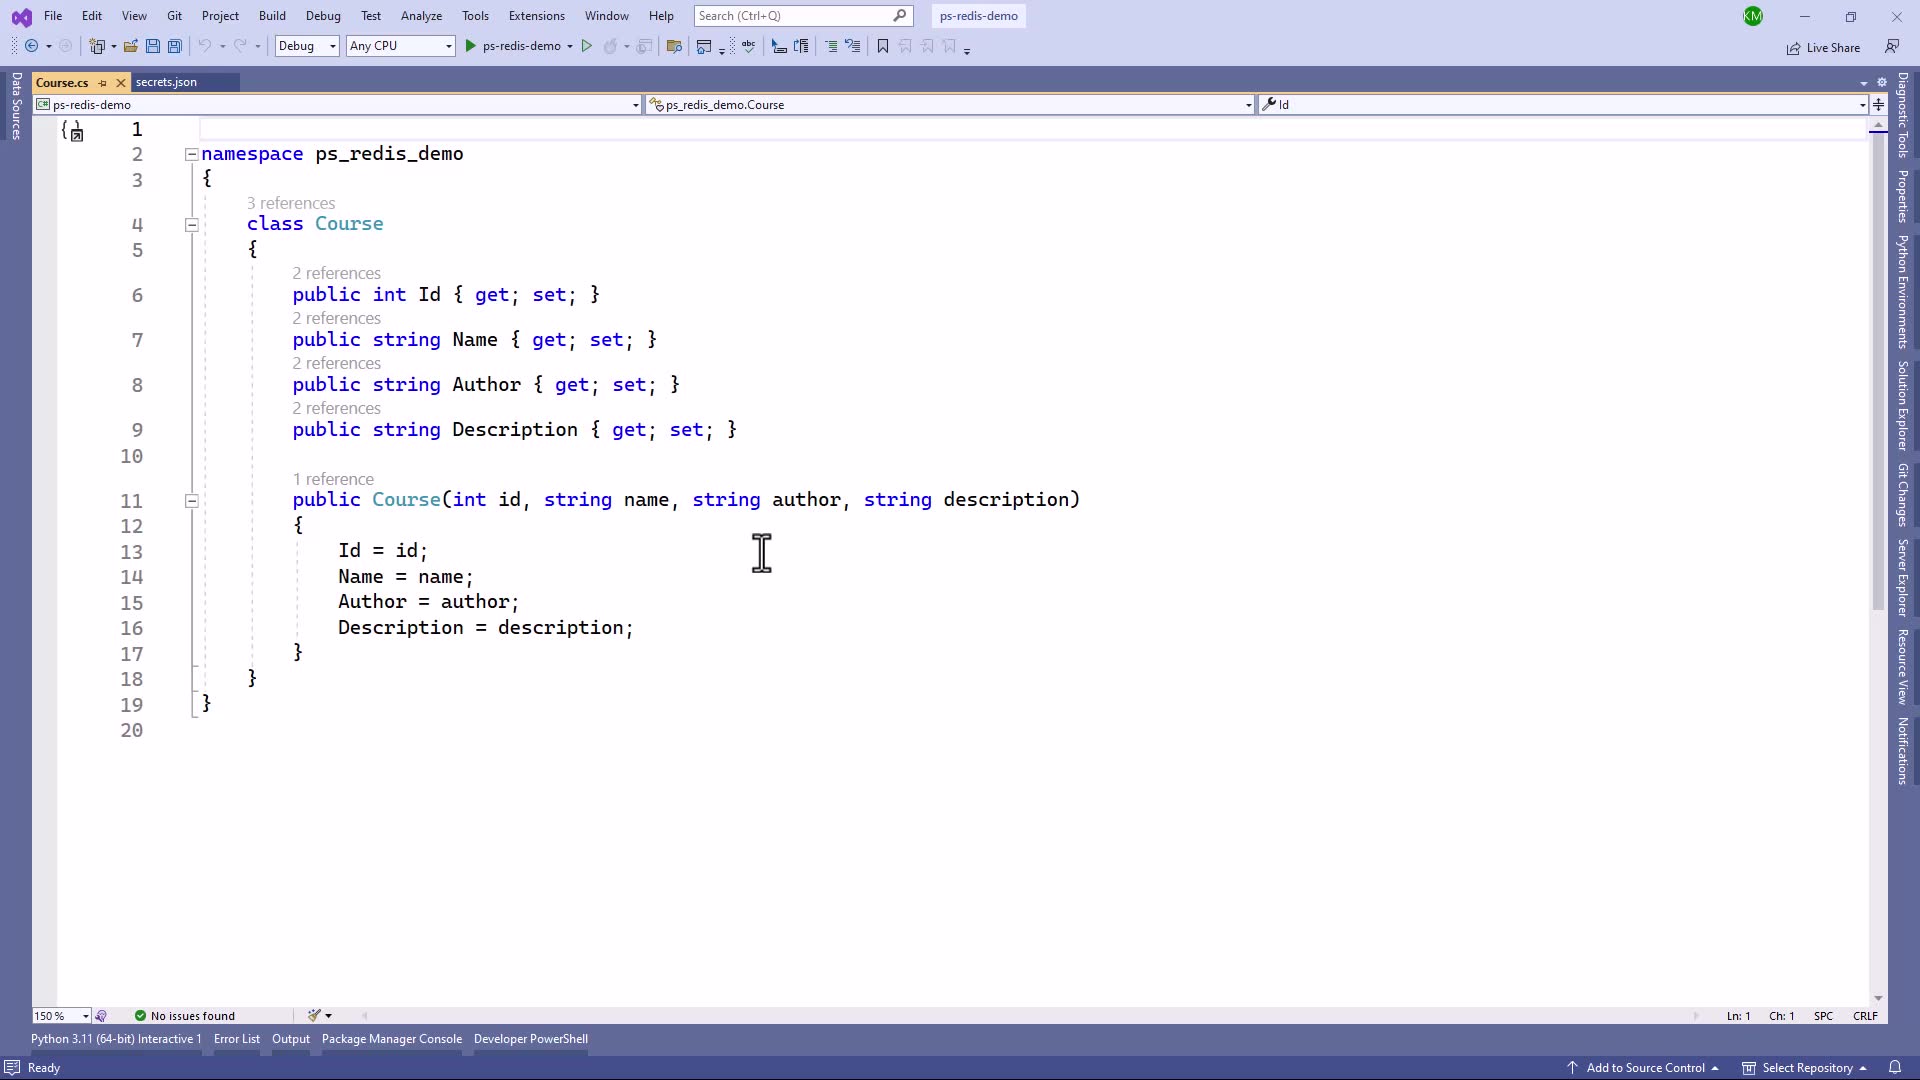 File Edit View Git Project Build Debug Test Analyze Tools Extensions Window Help Search (Ctrl+Q) ps-redis-demo KM
Debug Any CPU ps-redis-demo abc Live Share
Course.cs secrets.json
ps-redis-demo ps_redis_demo.Course Id
1
2 namespace ps_redis_demo
3 {
3 references
4 class Course
5 {
2 references
6 public int Id { get; set; }
2 references
7 public string Name { get; set; }
2 references
8 public string Author { get; set; }
2 references
9 public string Description { get; set; }
10
1 reference
11 public Course(int id, string name, string author, string description)
12 {
13 Id = id;
14 Name = name;
15 Author = author;
16 Description = description;
17 }
18 }
19 }
20
Data Sources
Diagnostic Tools
Properties
Python Environments
Solution Explorer
Git Changes
Server Explorer
Resource View
Notifications
150 % No issues found Ln: 1 Ch: 1 SPC CRLF
Python 3.11 (64-bit) Interactive 1 Error List Output Package Manager Console Developer PowerShell
Ready Add to Source Control Select Repository